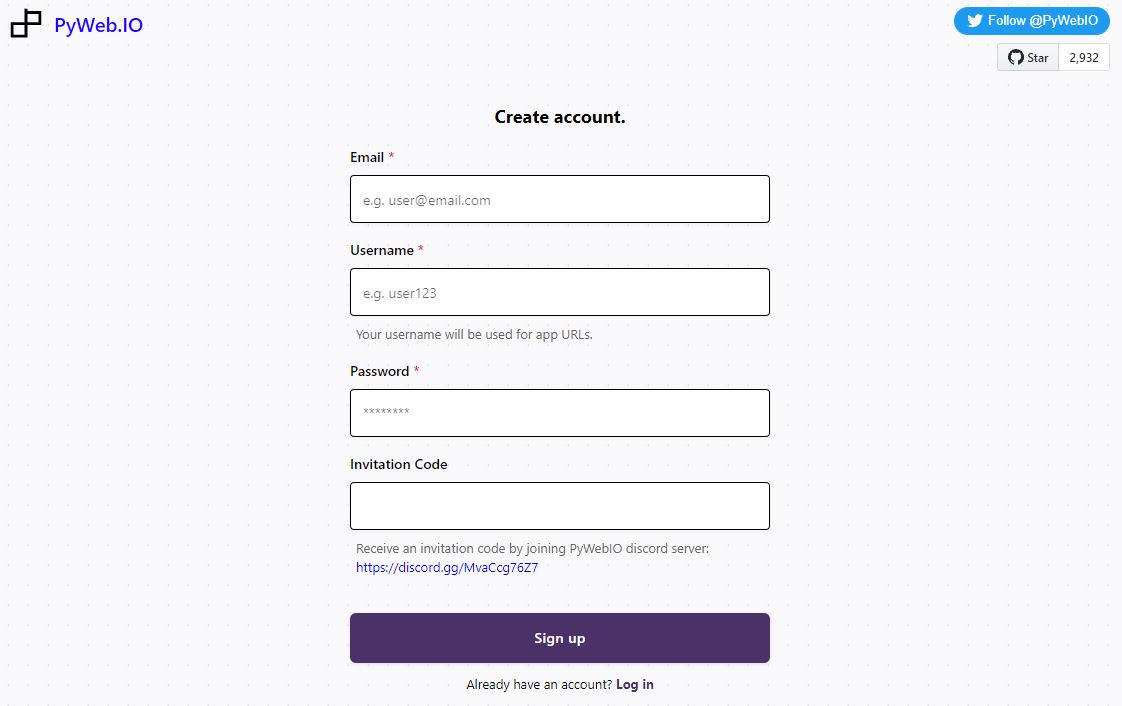 PyWeb.IO
Follow @PyWebIO
Star 2,932
Create account.
Email *
e.g. user@email.com
Username *
e.g. user123
Your username will be used for app URLs.
Password *
********
Invitation Code
Receive an invitation code by joining PyWebIO discord server:
https://discord.gg/MvaCcg76Z7
Sign up
Already have an account? Log in